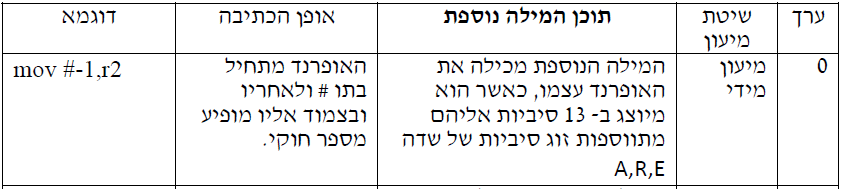 ערך
שיטת
מיעון
תוכן המילה נוספת
אופן הכתיבה
דוגמא
0
מיעון
מידי
המילה הנוספת מכילה את
האופרנד עצמו, כאשר הוא
מיוצג ב- 13 סיביות אליהם
מתווספות זוג סיביות של שדה
A,R,E
האופרנד מתחיל
בתו # ולאחריו
ובצמוד אליו מופיע
מספר חוקי.
mov #-1,r2